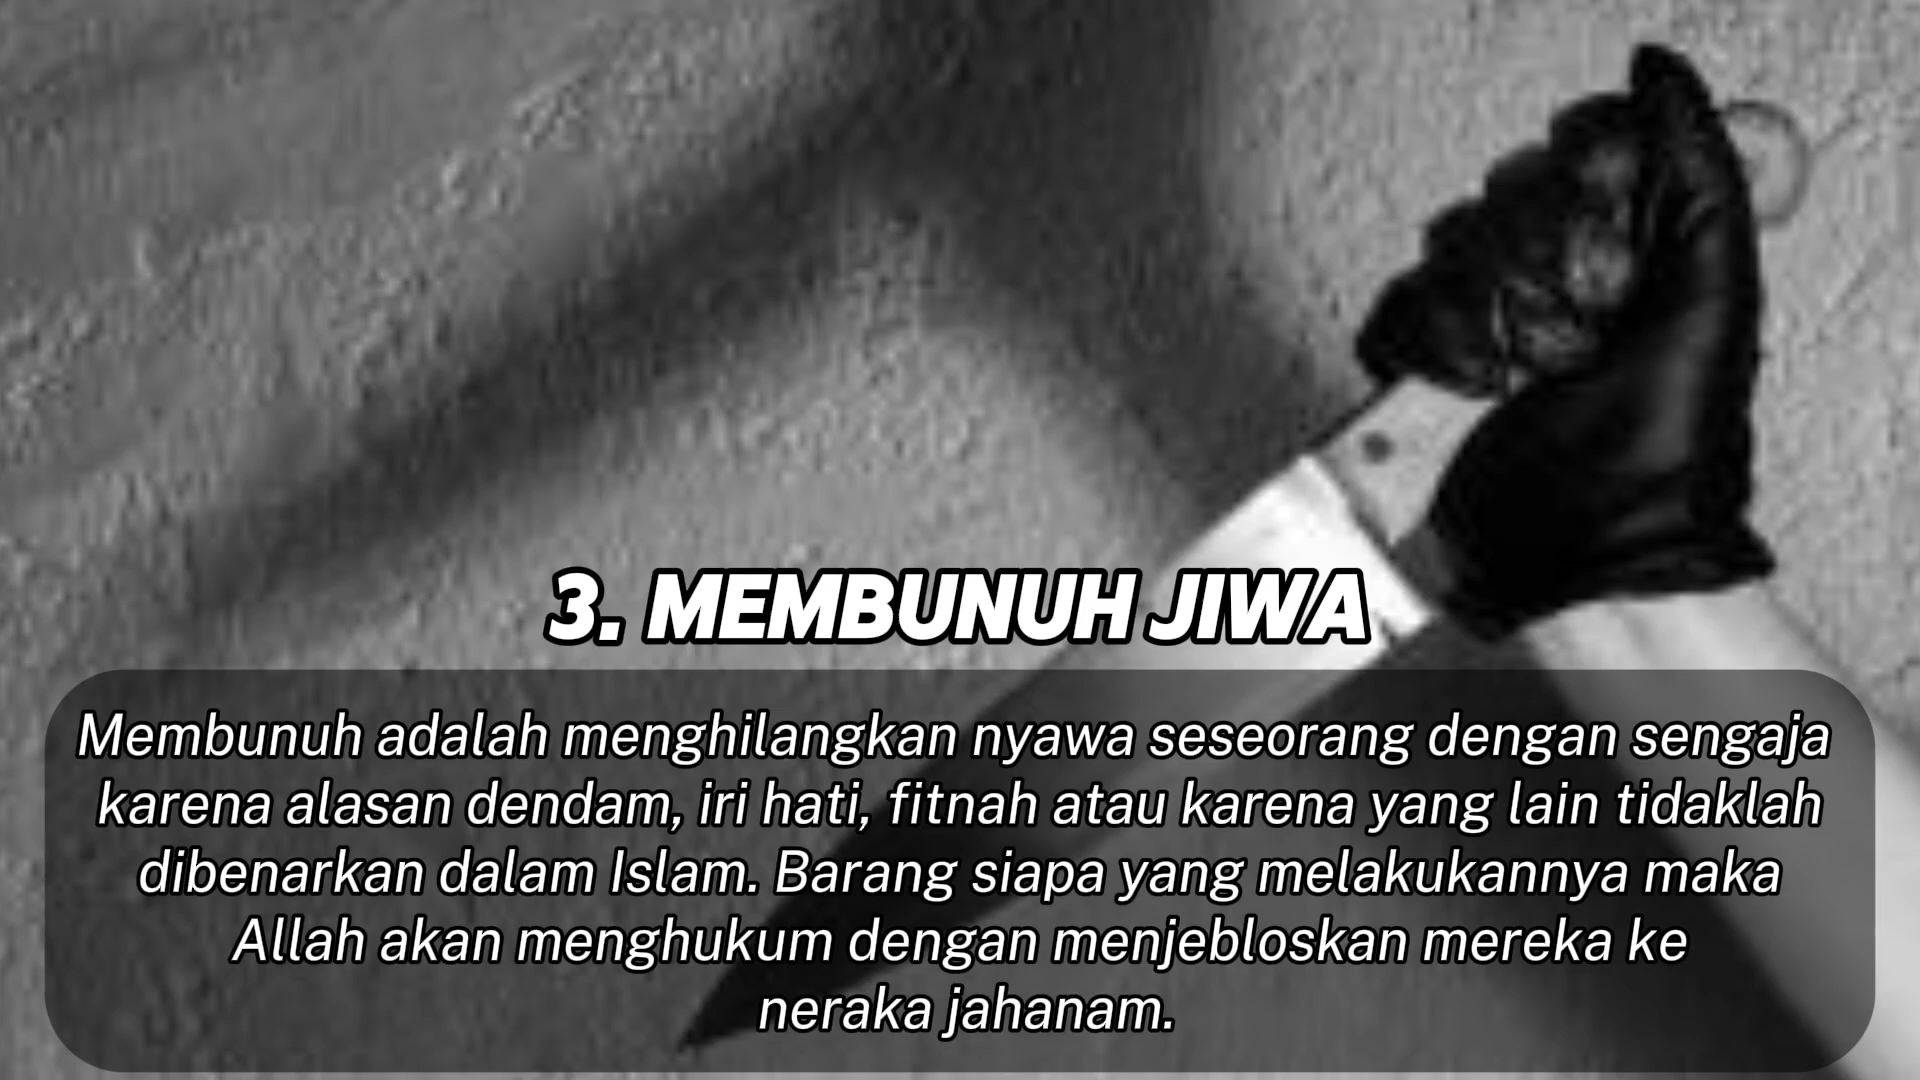 3. MEMBUNUH JIWA
Membunuh adalah menghilangkan nyawa seseorang dengan sengaja
karena alasan dendam, iri hati, fitnah atau karena yang lain tidaklah
dibenarkan dalam Islam. Barang siapa yang melakukannya maka
Allah akan menghukum dengan menjebloskan mereka ke
neraka jahanam.